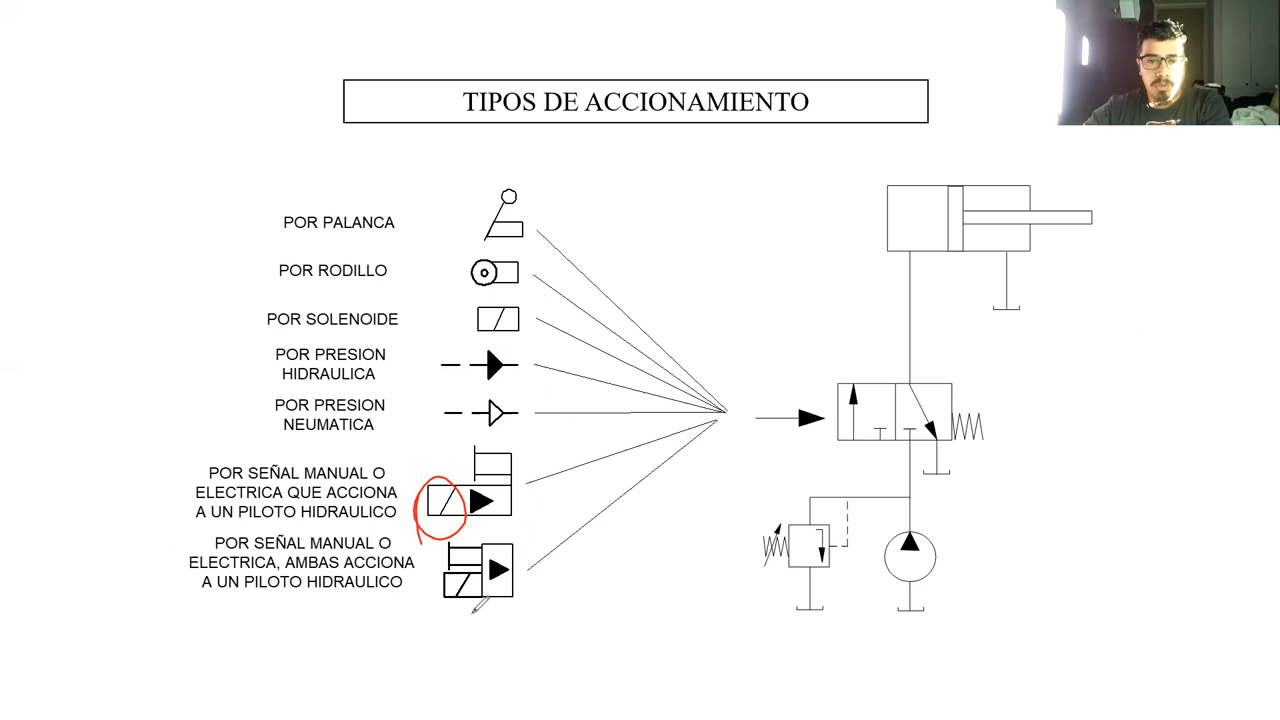 TIPOS DE ACCIONAMIENTO
POR PALANCA
POR RODILLO
POR SOLENOIDE
POR PRESION
HIDRAULICA
POR PRESION
NEUMATICA
POR SEÑAL MANUAL O
ELECTRICA QUE ACCIONA
A UN PILOTO HIDRAULICO
POR SEÑAL MANUAL O
ELECTRICA, AMBAS ACCIONA
A UN PILOTO HIDRAULICO